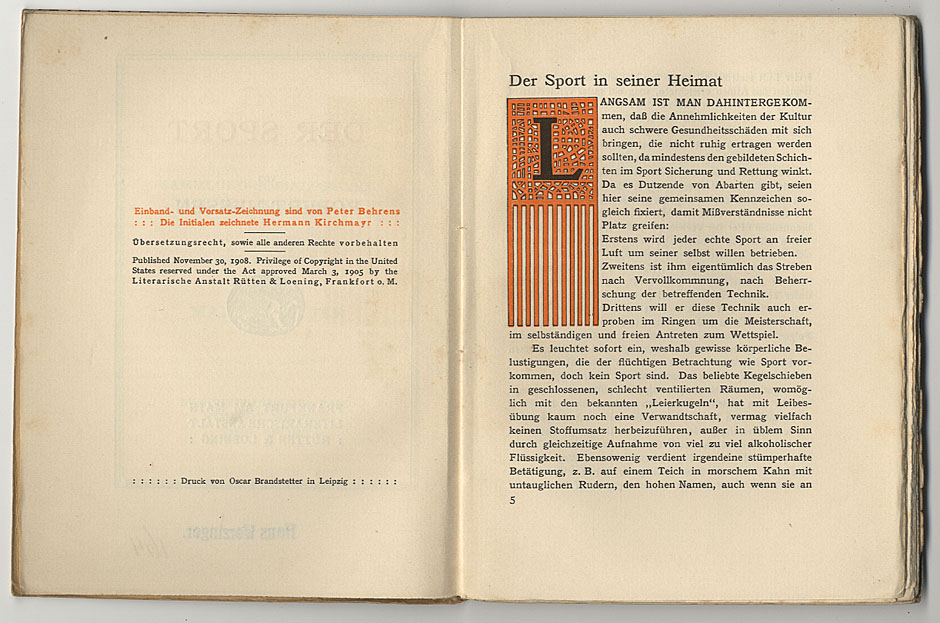 Einband- und Vorsatz-Zeichnung sind von Peter Behrens
: : : Die Initialen zeichnete Hermann Kirchmayr : : :
Übersetzungsrecht, sowie alle anderen Rechte vorbehalten
Published November 30, 1908. Privilege of Copyright in the United
States reserved under the Act approved March 3, 1905 by the
Literarische Anstalt Rütten & Loening, Frankfort o. M.
: : : : : : Druck von Oscar Brandstetter in Leipzig : : : : : :
Der Sport in seiner Heimat
LANGSAM IST MAN DAHINTERGEKOM-
men, daß die Annehmlichkeiten der Kultur
auch schwere Gesundheitsschäden mit sich
bringen, die nicht ruhig ertragen werden
sollten, da mindestens den gebildeten Schich-
ten im Sport Sicherung und Rettung winkt.
Da es Dutzende von Abarten gibt, seien
hier seine gemeinsamen Kennzeichen so-
gleich fixiert, damit Mißverständnisse nicht
Platz greifen:
Erstens wird jeder echte Sport an freier
Luft um seiner selbst willen betrieben.
Zweitens ist ihm eigentümlich das Streben
nach Vervollkommnung, nach Beherr-
schung der betreffenden Technik.
Drittens will er diese Technik auch er-
proben im Ringen um die Meisterschaft,
im selbständigen und freien Antreten zum Wettspiel.
Es leuchtet sofort ein, weshalb gewisse körperliche Be-
lustigungen, die der flüchtigen Betrachtung wie Sport vor-
kommen, doch kein Sport sind. Das beliebte Kegelschieben
in geschlossenen, schlecht ventilierten Räumen, womög-
lich mit den bekannten „Leierkugeln“, hat mit Leibes-
übung kaum noch eine Verwandtschaft, vermag vielfach
keinen Stoffumsatz herbeizuführen, außer in üblem Sinn
durch gleichzeitige Aufnahme von viel zu viel alkoholischer
Flüssigkeit. Ebensowenig verdient irgendeine stümperhafte
Betätigung, z. B. auf einem Teich in morschem Kahn mit
untauglichen Rudern, den hohen Namen, auch wenn sie an
5